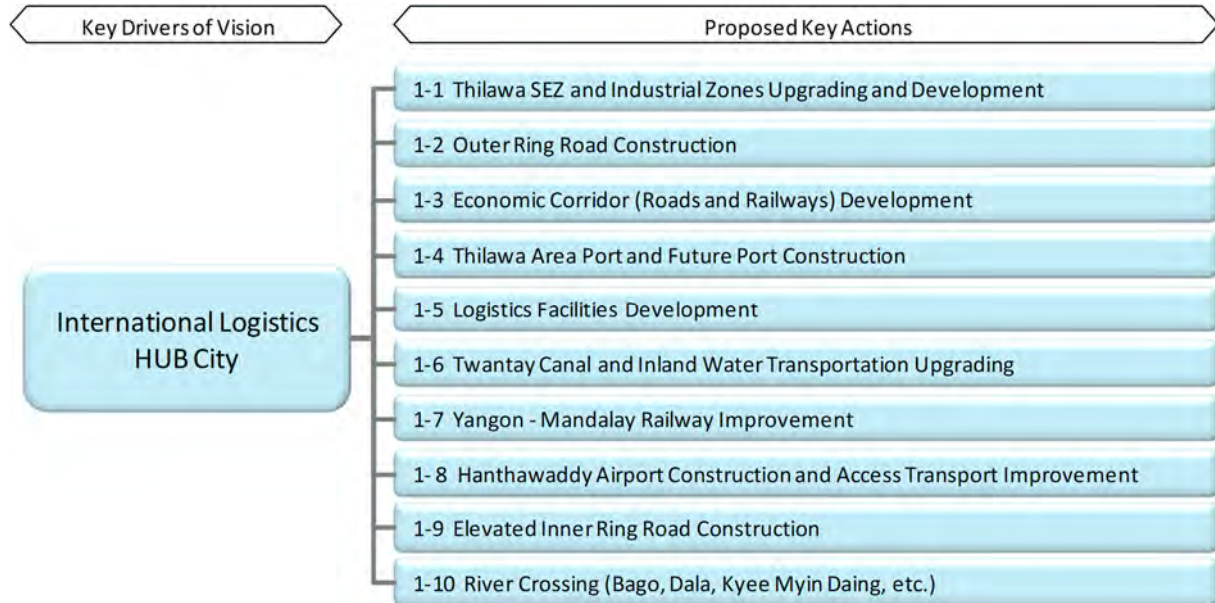 Key Drivers of Vision
Proposed Key Actions
International Logistics
HUB City
1-1 Thilawa SEZ and Industrial Zones Upgrading and Development
1-2 Outer Ring Road Construction
1-3 Economic Corridor (Roads and Railways) Development
1-4 Thilawa Area Port and Future Port Construction
1-5 Logistics Facilities Development
1-6 Twantay Canal and Inland Water Transportation Upgrading
1-7 Yangon - Mandalay Railway Improvement
1- 8 Hanthawaddy Airport Construction and Access Transport Improvement
1-9 Elevated Inner Ring Road Construction
1-10 River Crossing (Bago, Dala, Kyee Myin Daing, etc.)